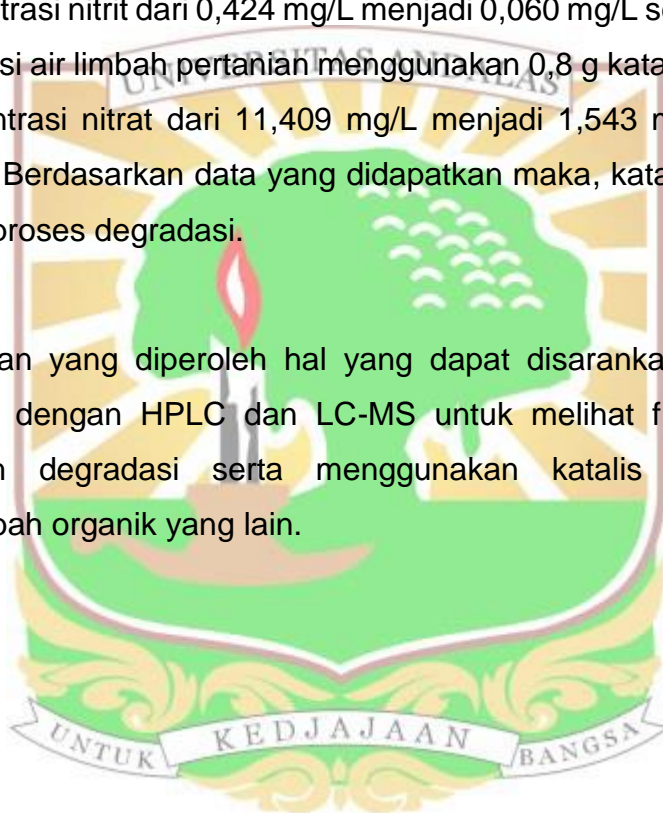 trasi nitrit dari 0,424 mg/L menjadi 0,060 mg/L
si air limbah pertanian menggunakan 0,8 g
UNIVERSITAS ANDALAS
ntrasi nitrat dari 11,409 mg/L menjadi 1,543
Berdasarkan data yang didapatkan maka,
proses degradasi.
an yang diperoleh hal yang dapat disaranka
dengan HPLC dan LC-MS untuk melihat
degradasi serta menggunakan katalis
bah organik yang lain.
UNTUK KEDJAJAAN BANGSA